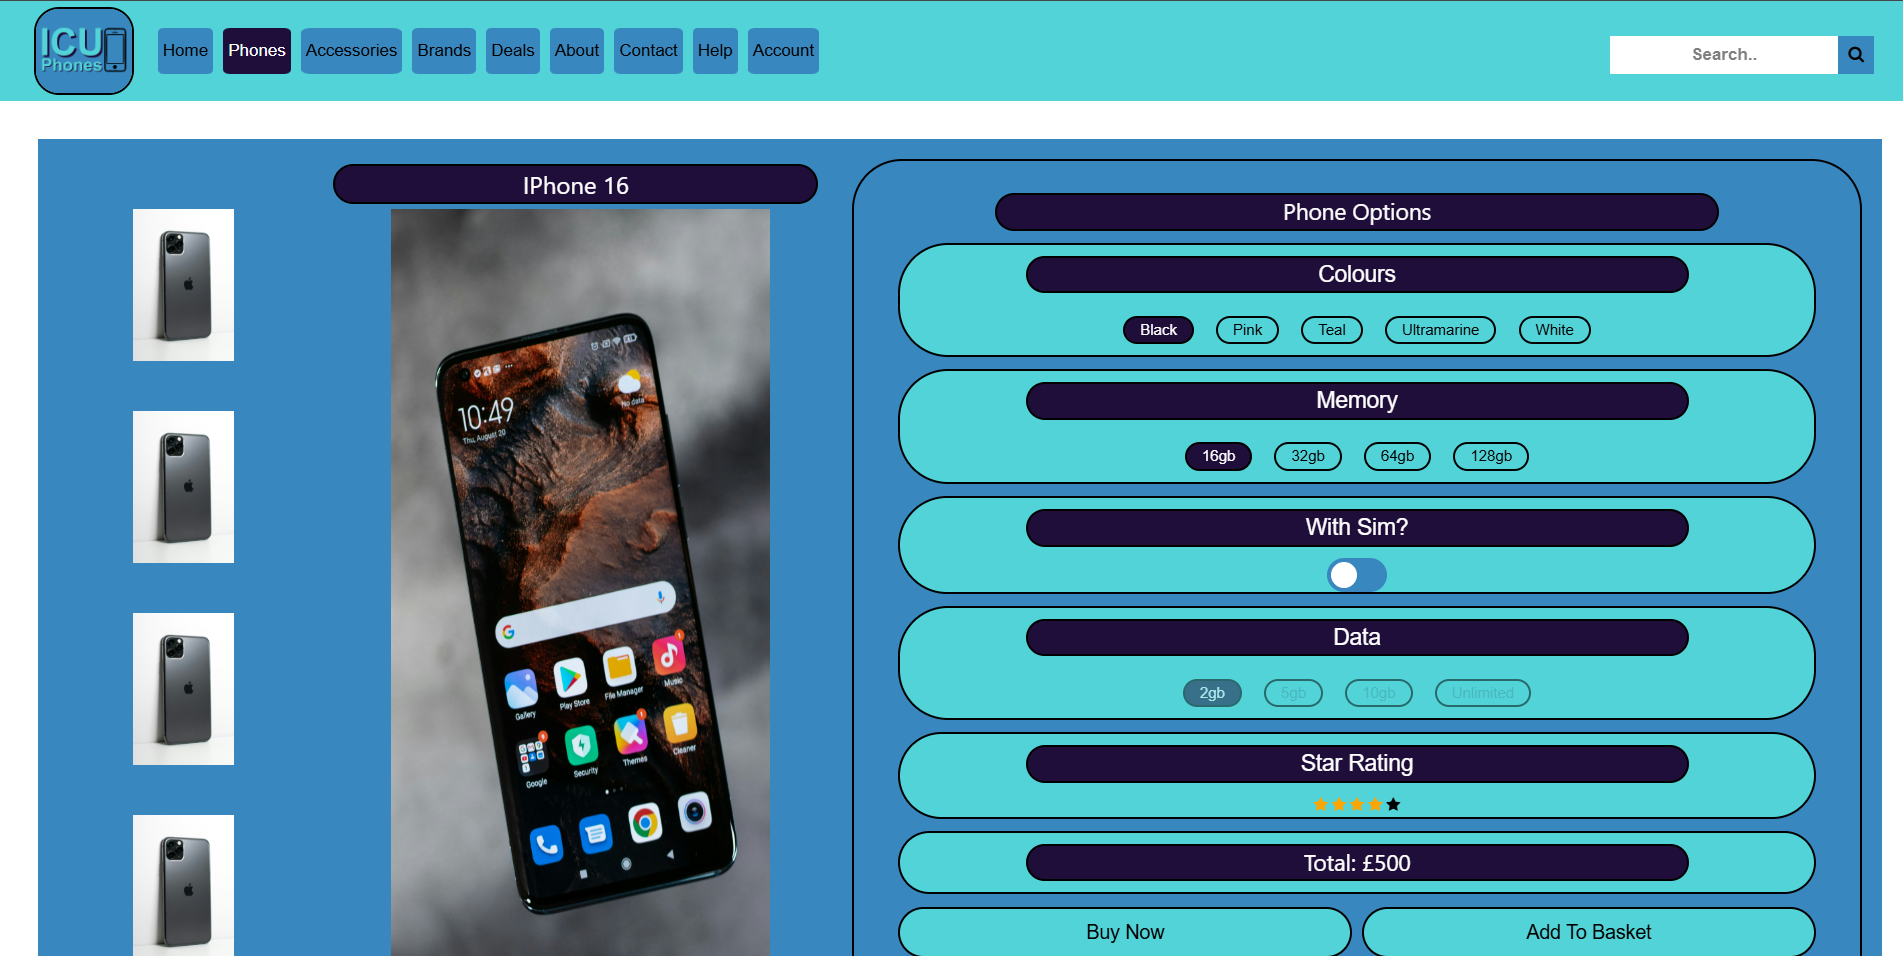 ICU
Phones
Home Phones Accessories Brands Deals About Contact Help Account
Search..
IPhone 16
10:49
Thu, August 20
No data
Gallery Play Store File Manager Music
Google Security Themes Cleaner
Phone Options
Colours
Black Pink Teal Ultramarine White
Memory
16gb 32gb 64gb 128gb
With Sim?
Data
2gb 5gb 10gb Unlimited
Star Rating
Total: £500
Buy Now Add To Basket